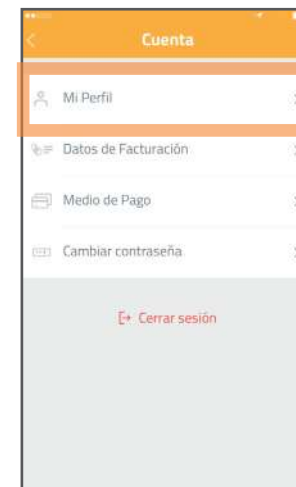 Cuenta
Mi Perfil
Datos de Facturación
Medio de Pago
Cambiar contraseña
Cerrar sesión